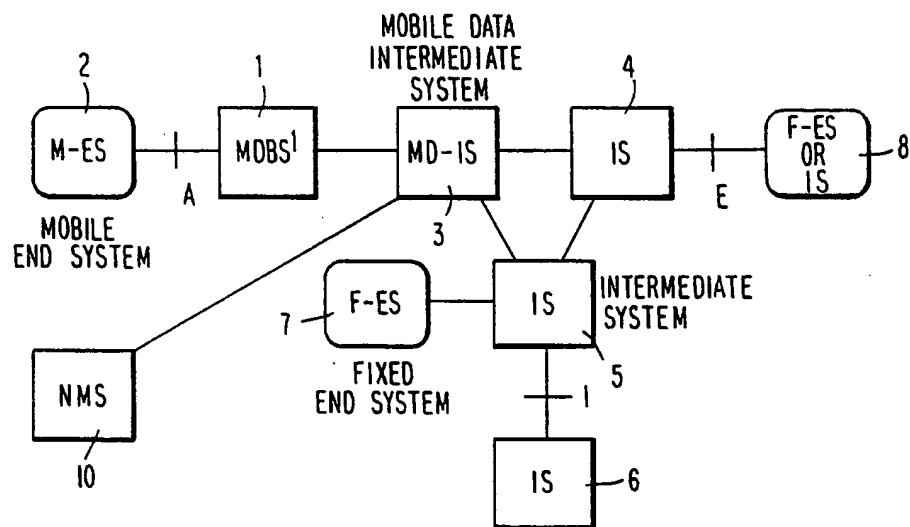 MOBILE DATA
INTERMEDIATE
SYSTEM
2
1
4
M-ES
MDBS¹
MD-IS
IS
F-ES
OR
IS
8
A
E
3
MOBILE
END SYSTEM
F-ES
IS
INTERMEDIATE
SYSTEM
7
5
FIXED
END SYSTEM
NMS
I
10
IS
6